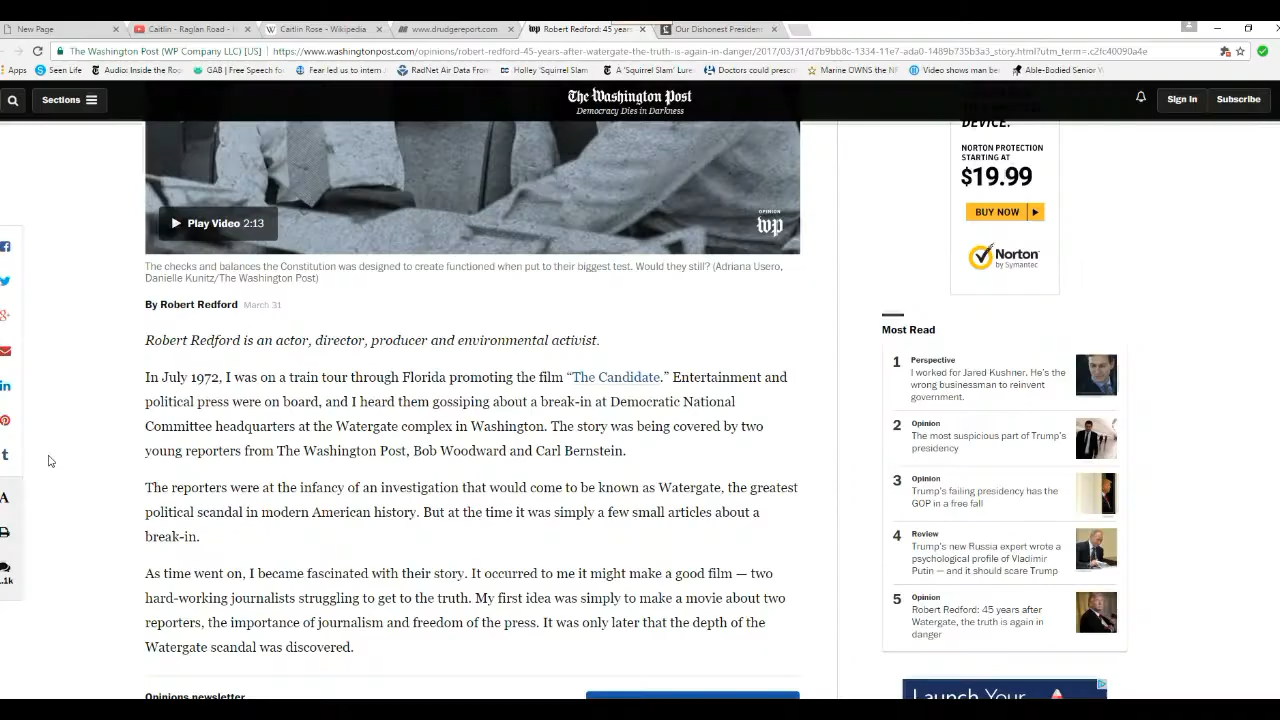 New Page
Caitlin - Raglan Road -
Caitlin Rose - Wikipedia
www.drudgereport.com
wp Robert Redford: 45 years
Our Dishonest President
The Washington Post (WP Company LLC) [US] | https://www.washingtonpost.com/opinions/robert-redford-45-years-after-watergate-the-truth-is-again-in-danger/2017/03/31/d7b9bb8c-1334-11e7-ada0-1489b735b3a3_story.html?utm_term=.c2fc40090a4e
Apps
Seen Life
Audio: Inside the Roo
GAB | Free Speech fo
Fear led us to intern J
RadNet Air Data From
Holley 'Squirrel Slam
A 'Squirrel Slam' Lure
Doctors could prescri
Marine OWNS the NF
Video shows man be
Able-Bodied Senior
Sections
The Washington Post
Democracy Dies in Darkness
Sign In
Subscribe
DEVICE.
NORTON PROTECTION
STARTING AT
$19.99
BUY NOW
Norton
by Symantec
Play Video 2:13
OPINION
wp
The checks and balances the Constitution was designed to create functioned when put to their biggest test. Would they still? (Adriana Usero,
Danielle Kunitz/The Washington Post)
By Robert Redford March 31
Robert Redford is an actor, director, producer and environmental activist.
In July 1972, I was on a train tour through Florida promoting the film “The Candidate.” Entertainment and
political press were on board, and I heard them gossiping about a break-in at Democratic National
Committee headquarters at the Watergate complex in Washington. The story was being covered by two
young reporters from The Washington Post, Bob Woodward and Carl Bernstein.
The reporters were at the infancy of an investigation that would come to be known as Watergate, the greatest
political scandal in modern American history. But at the time it was simply a few small articles about a
break-in.
As time went on, I became fascinated with their story. It occurred to me it might make a good film — two
hard-working journalists struggling to get to the truth. My first idea was simply to make a movie about two
reporters, the importance of journalism and freedom of the press. It was only later that the depth of the
Watergate scandal was discovered.
Opinions newsletter
A
.1k
Most Read
1 Perspective
I worked for Jared Kushner. He's the
wrong businessman to reinvent
government.
2 Opinion
The most suspicious part of Trump's
presidency
3 Opinion
Trump's failing presidency has the
GOP in a free fall
4 Review
Trump's new Russia expert wrote a
psychological profile of Vladimir
Putin — and it should scare Trump
5 Opinion
Robert Redford: 45 years after
Watergate, the truth is again in
danger
Launch Your